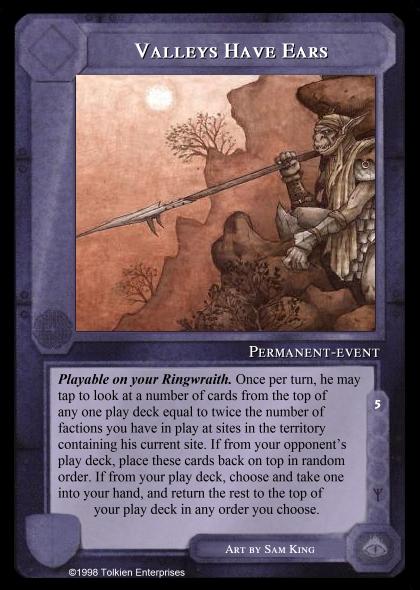 Valleys Have Ears
Permanent-event
Playable on your Ringwraith. Once per turn, he may
tap to look at a number of cards from the top of
any one play deck equal to twice the number of
factions you have in play at sites in the territory
containing his current site. If from your opponent's
play deck, place these cards back on top in random
order. If from your play deck, choose and take one
into your hand, and return the rest to the top of
your play deck in any order you choose.
5
Art by Sam King
©1998 Tolkien Enterprises